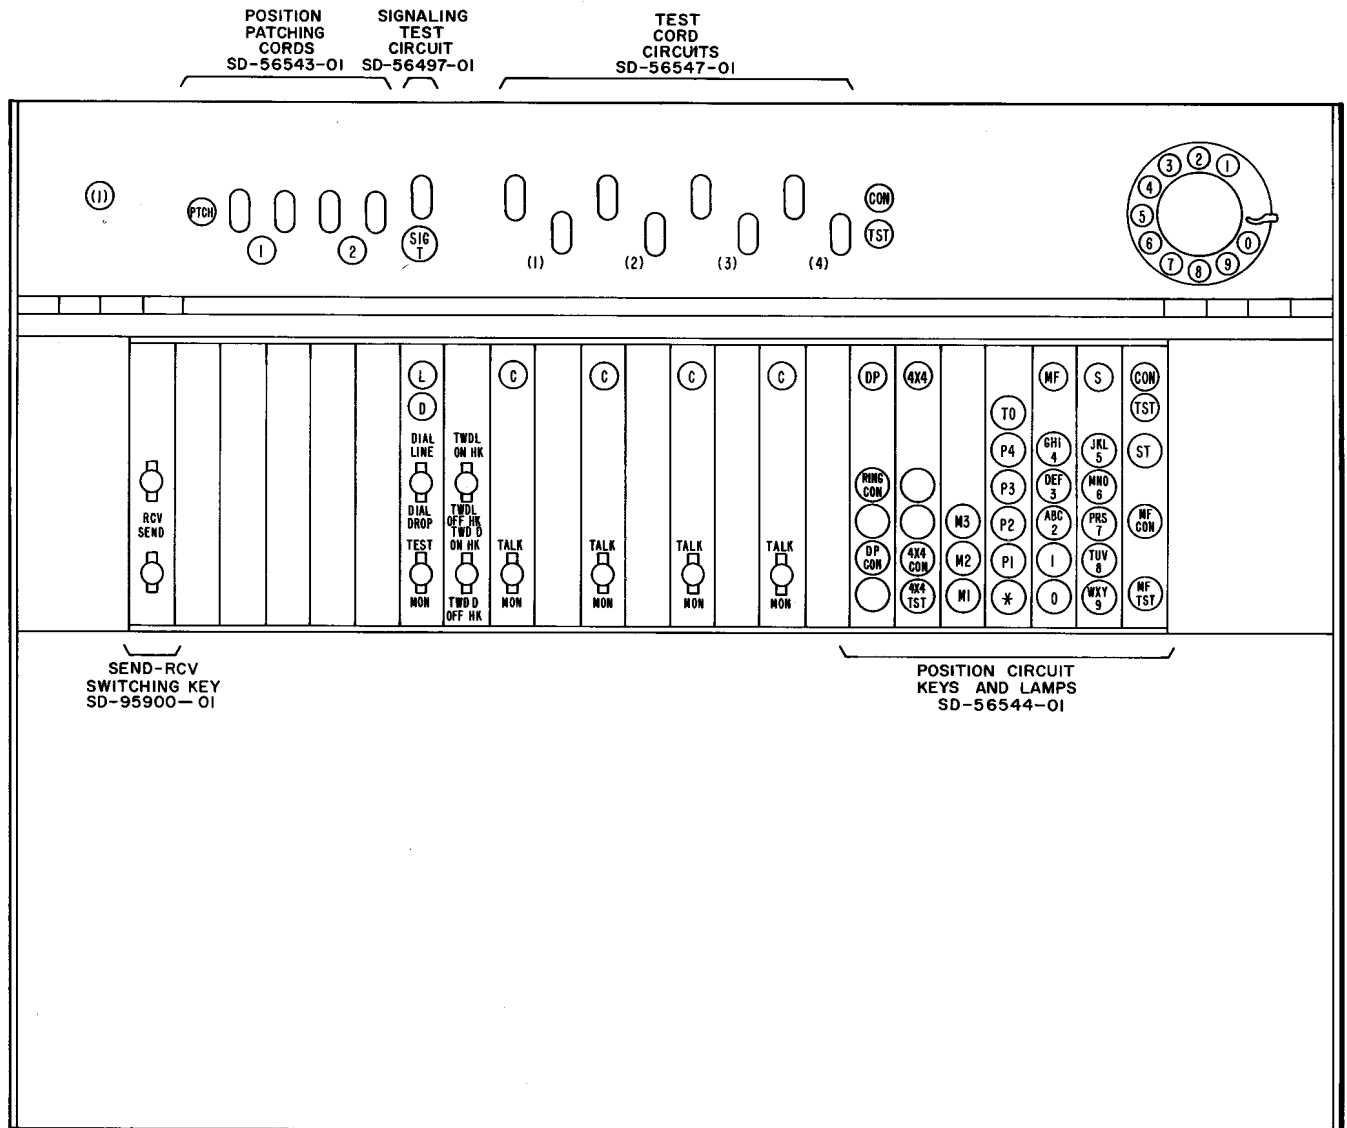 POSITION
PATCHING
CORDS
SD-56543-01
SIGNALING
TEST
CIRCUIT
SD-56497-01
TEST
CORD
CIRCUITS
SD-56547-01
(1)
PTCH
1
2
SIG
T
(1)
(2)
(3)
(4)
CON
TST
1
2
3
4
5
6
7
8
9
0
RCV
SEND
L
D
DIAL
LINE
DIAL
DROP
TEST
MON
TWDL
ON HK
TWDL
OFF HK
TWD D
ON HK
TWD D
OFF HK
C
TALK
MON
C
TALK
MON
C
TALK
MON
C
TALK
MON
DP
RING
CON
DP
CON
4X4
4X4
CON
4X4
TST
M3
M2
M1
TO
P4
P3
P2
P1
*
MF
GHI
4
DEF
3
ABC
2
1
0
S
JKL
5
MNO
6
PRS
7
TUV
8
WXY
9
CON
TST
ST
MF
CON
MF
TST
SEND-RCV
SWITCHING KEY
SD-95900-01
POSITION CIRCUIT
KEYS AND LAMPS
SD-56544-01